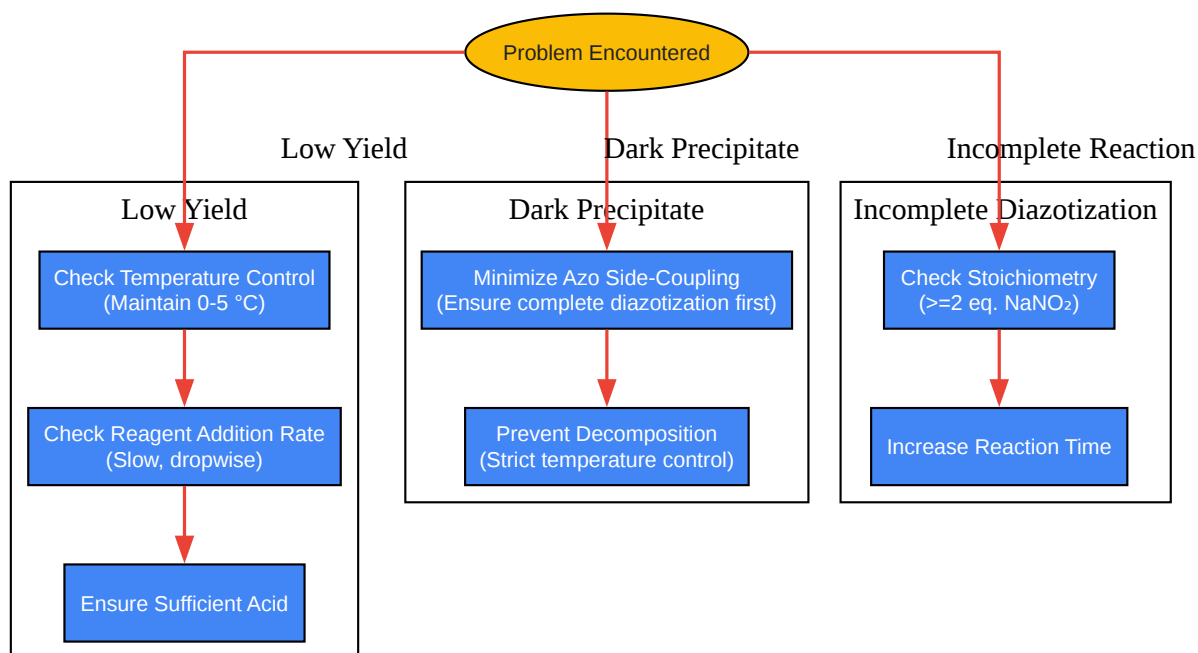 Problem Encountered
Low Yield
Dark Precipitate
Incomplete Reaction
Low Yield
Check Temperature Control
(Maintain 0-5 °C)
Check Reagent Addition Rate
(Slow, dropwise)
Ensure Sufficient Acid
Dark Precipitate
Minimize Azo Side-Coupling
(Ensure complete diazotization first)
Prevent Decomposition
(Strict temperature control)
Incomplete Diazotization
Check Stoichiometry
(>=2 eq. NaNO₂)
Increase Reaction Time